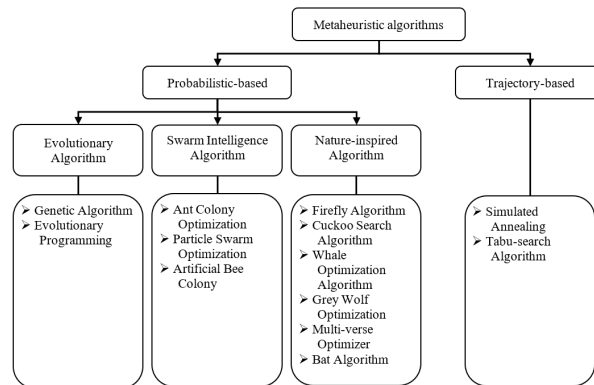 Metaheuristic algorithms
Probabilistic-based
Trajectory-based
Evolutionary
Algorithm
Swarm Intelligence
Algorithm
Nature-inspired
Algorithm
➢ Genetic Algorithm
➢ Evolutionary
Programming
➢ Ant Colony
Optimization
➢ Particle Swarm
Optimization
➢ Artificial Bee
Colony
➢ Firefly Algorithm
➢ Cuckoo Search
Algorithm
➢ Whale
Optimization
Algorithm
➢ Grey Wolf
Optimization
➢ Multi-verse
Optimizer
➢ Bat Algorithm
➢ Simulated
Annealing
➢ Tabu-search
Algorithm